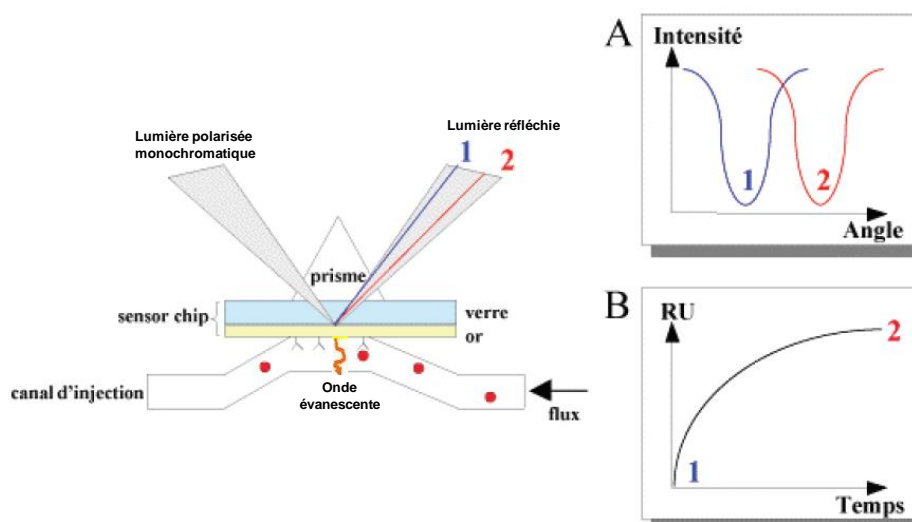 Lumière polarisée
monochromatique
Lumière réfléchie
1
2
prisme
sensor chip
verre
or
canal d'injection
Onde
évanescente
flux
A
Intensité
1
2
Angle
B
RU
2
1
Temps